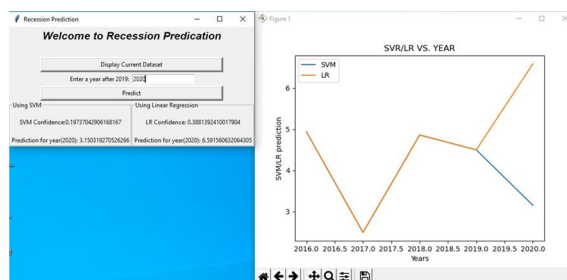 Recession Prediction
Welcome to Recession Predication
Display Current Dataset
Enter a year after 2019: 2020
Predict
Using SVM
SVM Confidence:0.19737042906168167
Prediction for year(2020): 3.150319270526266
Using Linear Regression
LR Confidence: 0.3881392410017904
Prediction for year(2020): 6.591560632064305
Figure 1
SVR/LR VS. YEAR
SVM
LR
SVM/LR prediction
6
5
4
3
2016.0 2016.5 2017.0 2017.5 2018.0 2018.5 2019.0 2019.5 2020.0
Years